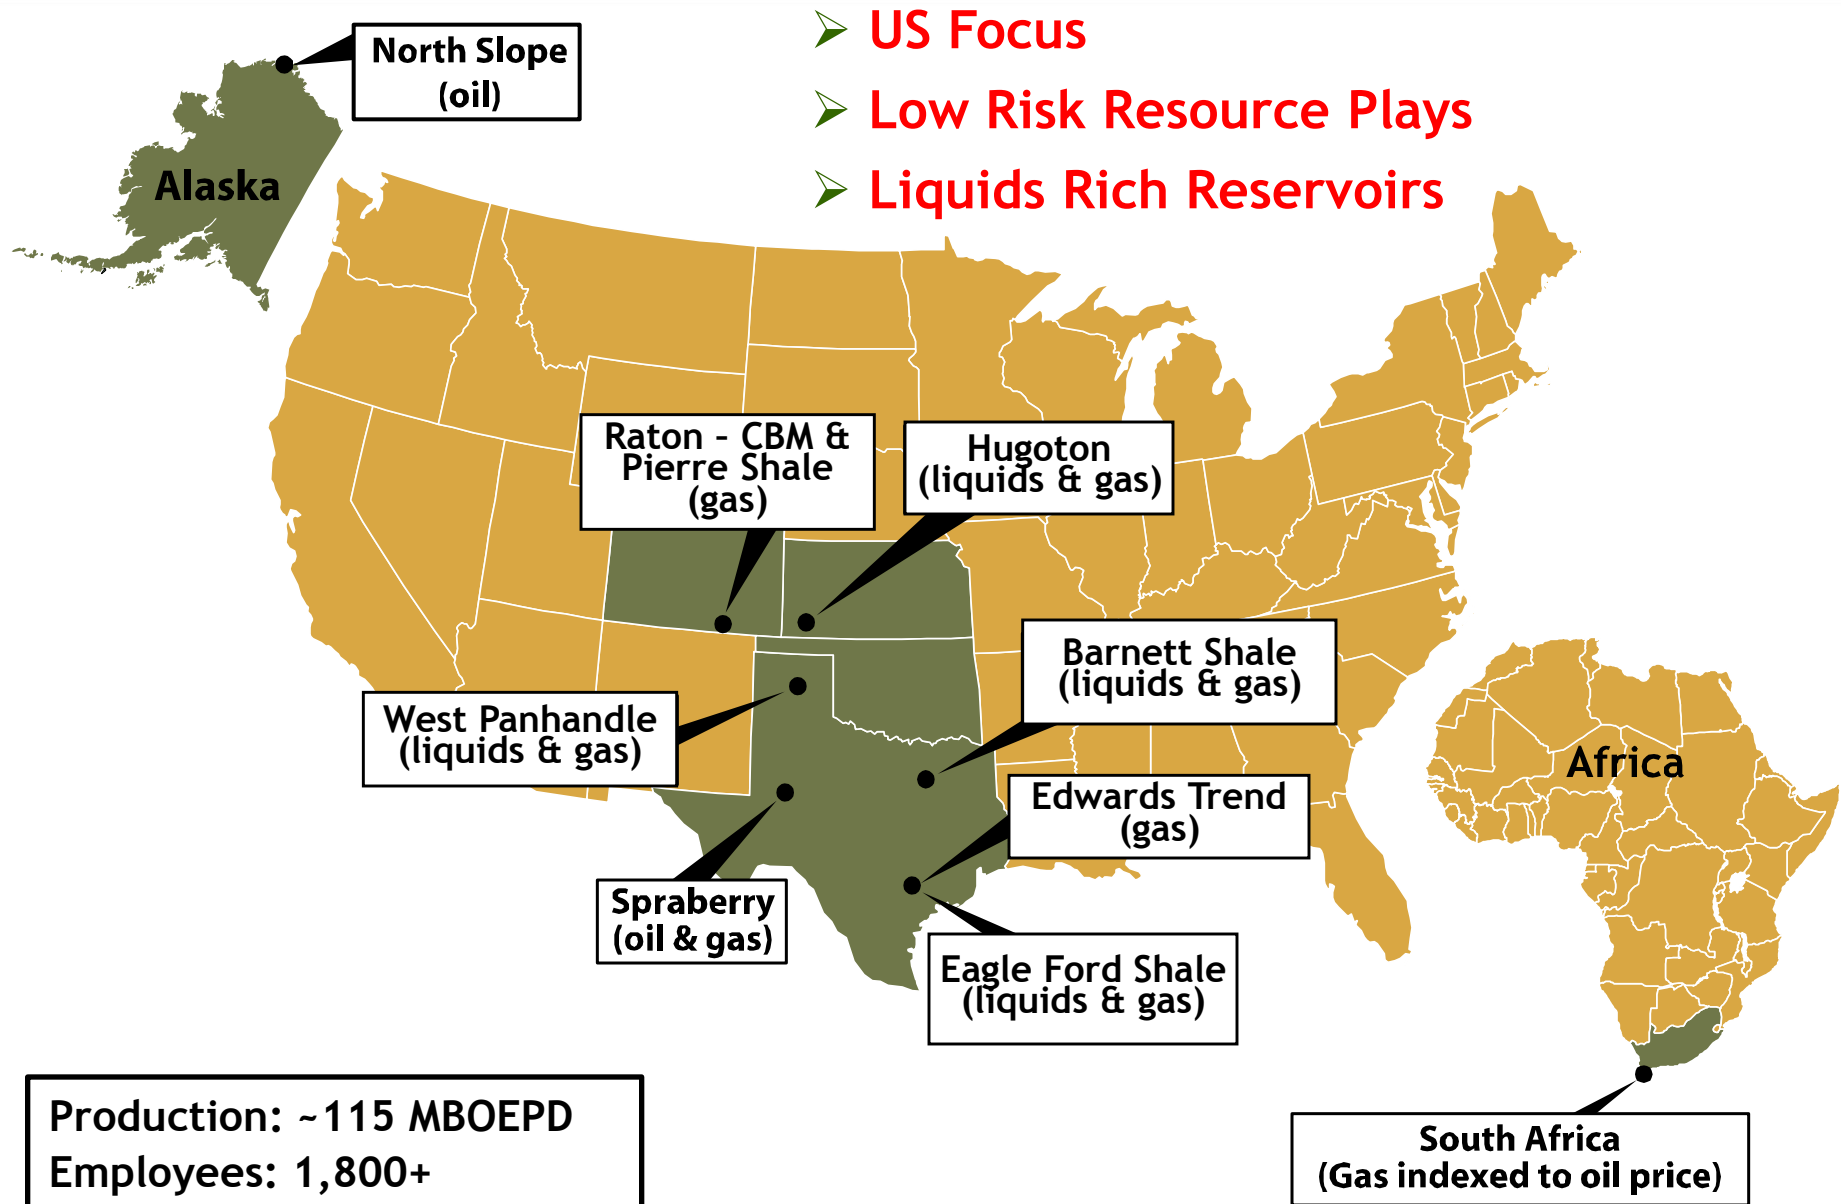 US Focus
Low Risk Resource Plays
Liquids Rich Reservoirs
North Slope
(oil)
Alaska
Raton - CBM &
Pierre Shale
(gas)
Hugoton
(liquids & gas)
Barnett Shale
(liquids & gas)
West Panhandle
(liquids & gas)
Africa
Edwards Trend
(gas)
Spraberry
(oil & gas)
Eagle Ford Shale
(liquids & gas)
Production: ~115 MBOEPD
Employees: 1,800+
South Africa
(Gas indexed to oil price)